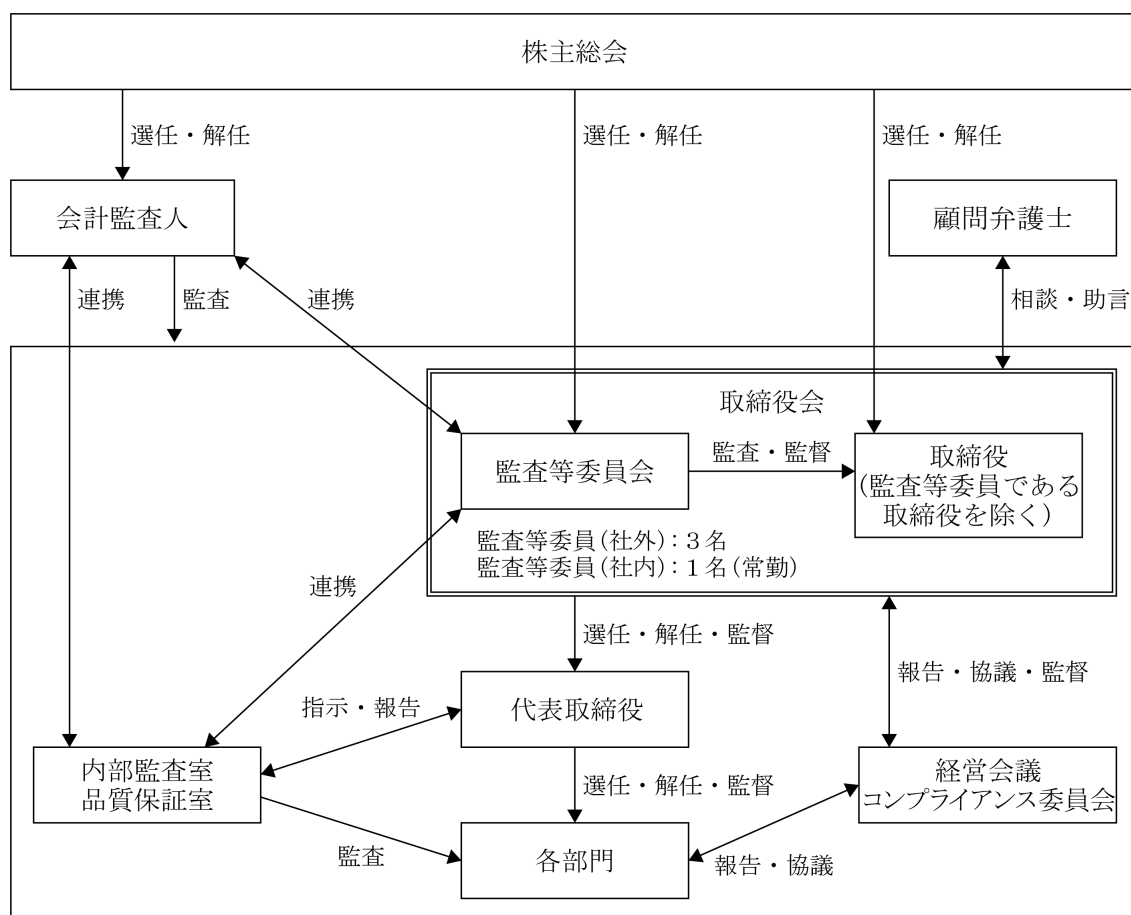 株主総会
選任・解任
選任・解任
選任・解任
会計監査人
顧問弁護士
連携
監査
連携
相談・助言
取締役会
監査等委員会
監査・監督
取締役
(監査等委員である
取締役を除く)
監査等委員(社外)：3名
監査等委員(社内)：1名(常勤)
連携
選任・解任・監督
報告・協議・監督
指示・報告
代表取締役
内部監査室
品質保証室
選任・解任・監督
経営会議
コンプライアンス委員会
監査
各部門
報告・協議